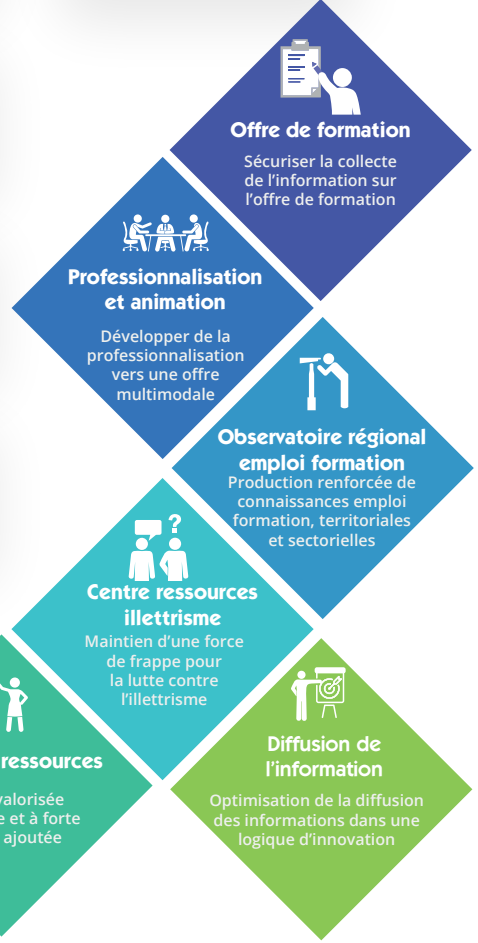 Offre de formation
Sécuriser la collecte
de l'information sur
l'offre de formation
Professionnalisation
et animation
Développer de la
professionnalisation
vers une offre
multimodale
Observatoire régional
emploi formation
Production renforcée de
connaissances emploi
formation, territoriales
et sectorielles
?
Centre ressources
illettrisme
Maintien d'une force
de frappe pour
la lutte contre
l'illettrisme
ressources
valorisée
et à forte
ajoutée
Diffusion de
l'information
Optimisation de la diffusion
des informations dans une
logique d'innovation